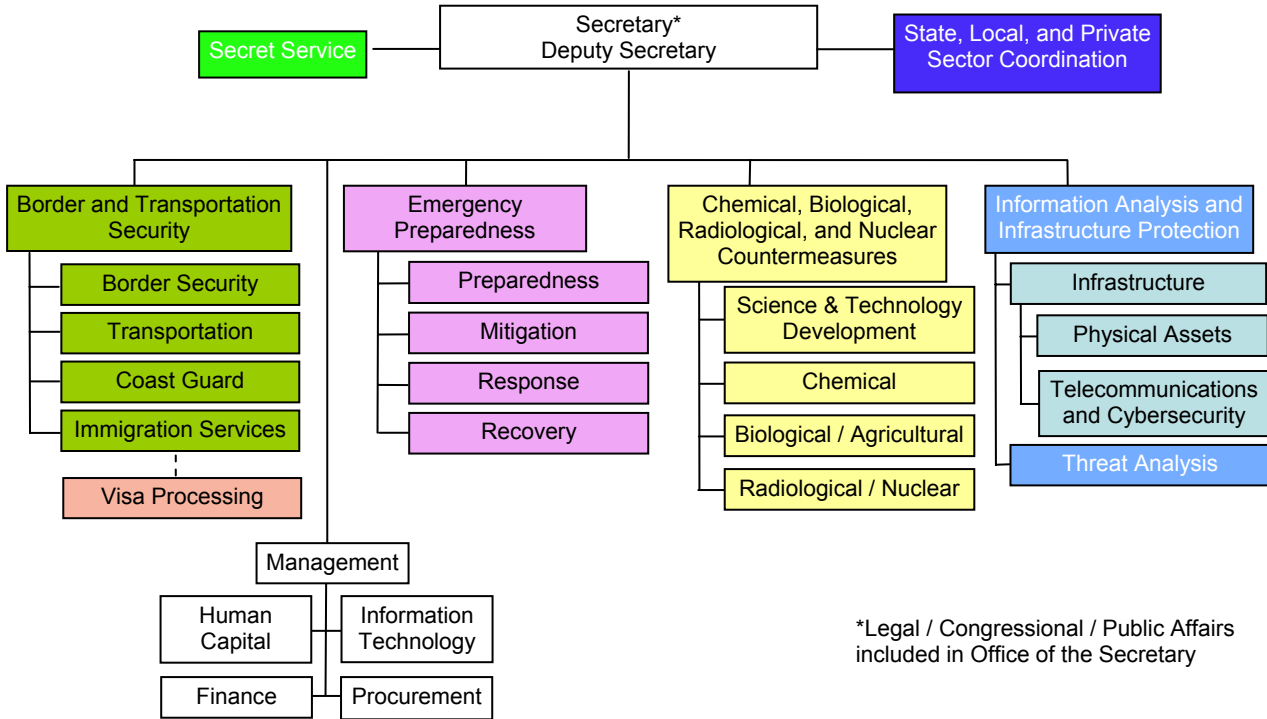 Secretary*
Deputy Secretary
Secret Service
State, Local, and Private
Sector Coordination
Border and Transportation
Security
Border Security
Transportation
Coast Guard
Immigration Services
Visa Processing
Emergency
Preparedness
Preparedness
Mitigation
Response
Recovery
Chemical, Biological,
Radiological, and Nuclear
Countermeasures
Science & Technology
Development
Chemical
Biological / Agricultural
Radiological / Nuclear
Information Analysis and
Infrastructure Protection
Infrastructure
Physical Assets
Telecommunications
and Cybersecurity
Threat Analysis
Management
Human
Capital
Information
Technology
Finance
Procurement
*Legal / Congressional / Public Affairs
included in Office of the Secretary